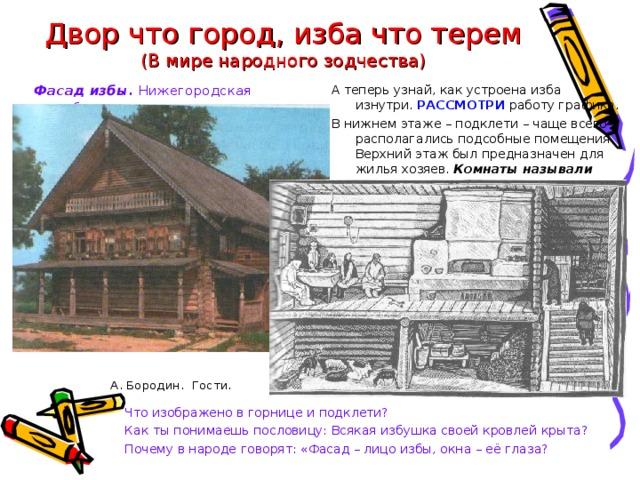 Двор что город, изба что терем
(В мире народного зодчества)
Фасад избы. Нижегородская
А теперь узнай, как устроена изба
изнутри. РАССМОТРИ работу
В нижнем этаже – подклети – чаще всего
располагались подсобные помещения.
Верхний этаж был предназначен для
жилья хозяев. Комнаты называли
А. Бородин. Гости.
Что изображено в горнице и подклети?
Как ты понимаешь пословицу: Всякая избушка своей кровлей крыта?
Почему в народе говорят: «Фасад – лицо избы, окна – её глаза?